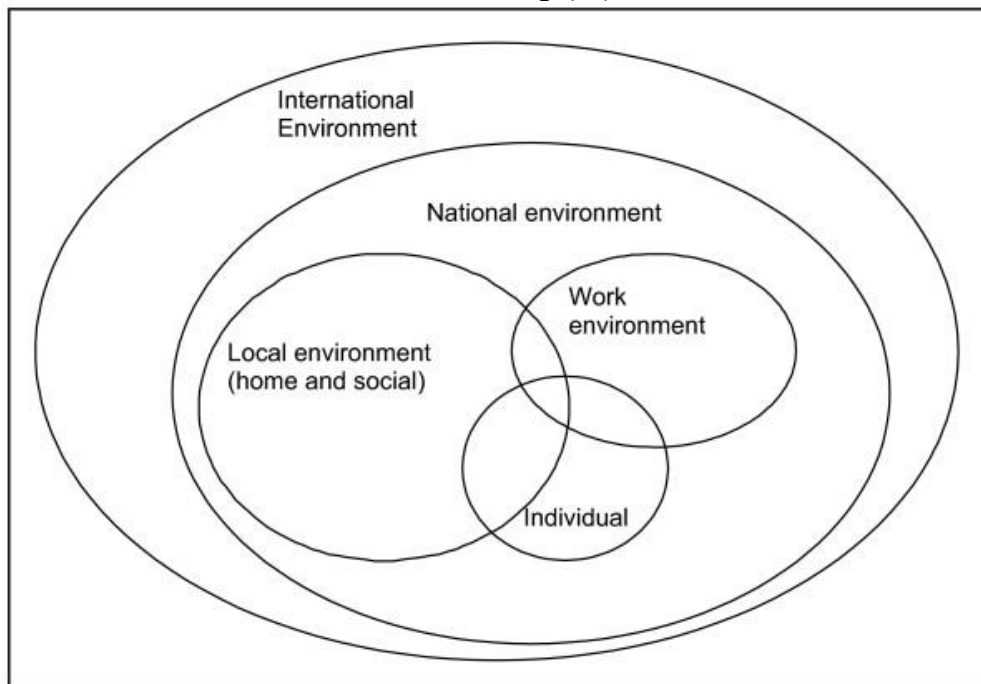 International
Environment
National environment
Work
environment
Local environment
(home and social)
Individual